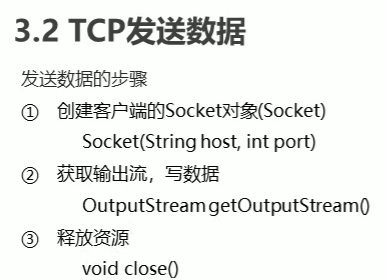 3.2 TCP发送数据
发送数据的步骤
① 创建客户端的Socket对象(Socket)
Socket(String host, int port)
② 获取输出流，写数据
OutputStream getOutputStream()
③ 释放资源
void close()